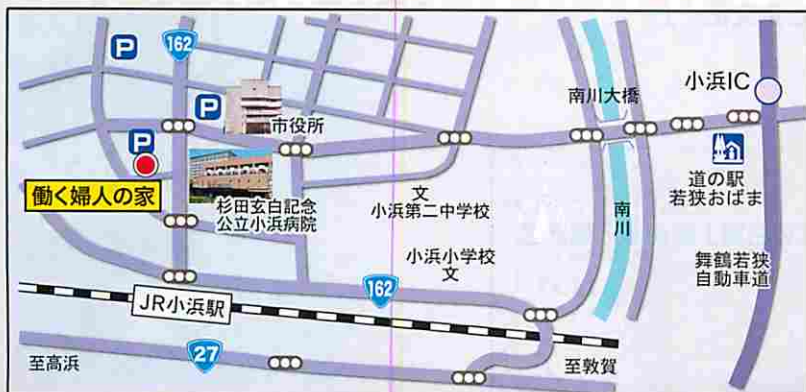 P
162
P
P
市役所
働く婦人の家
杉田玄白記念
公立小浜病院
文
小浜第二中学校
小浜小学校
文
南川大橋
南川
小浜IC
道の駅
若狭おばま
舞鶴若狭
自動車道
162
JR小浜駅
27
至高浜
至敦賀